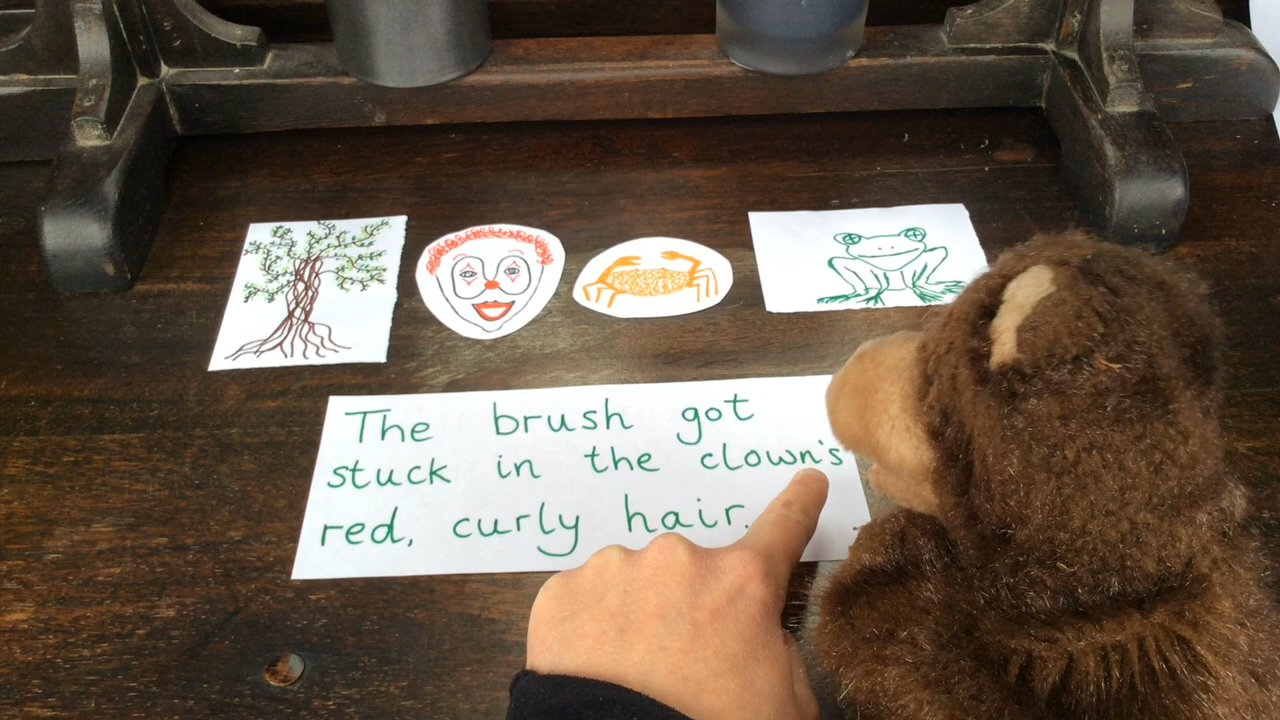 The brush got
stuck in the clown's
red, curly hair.